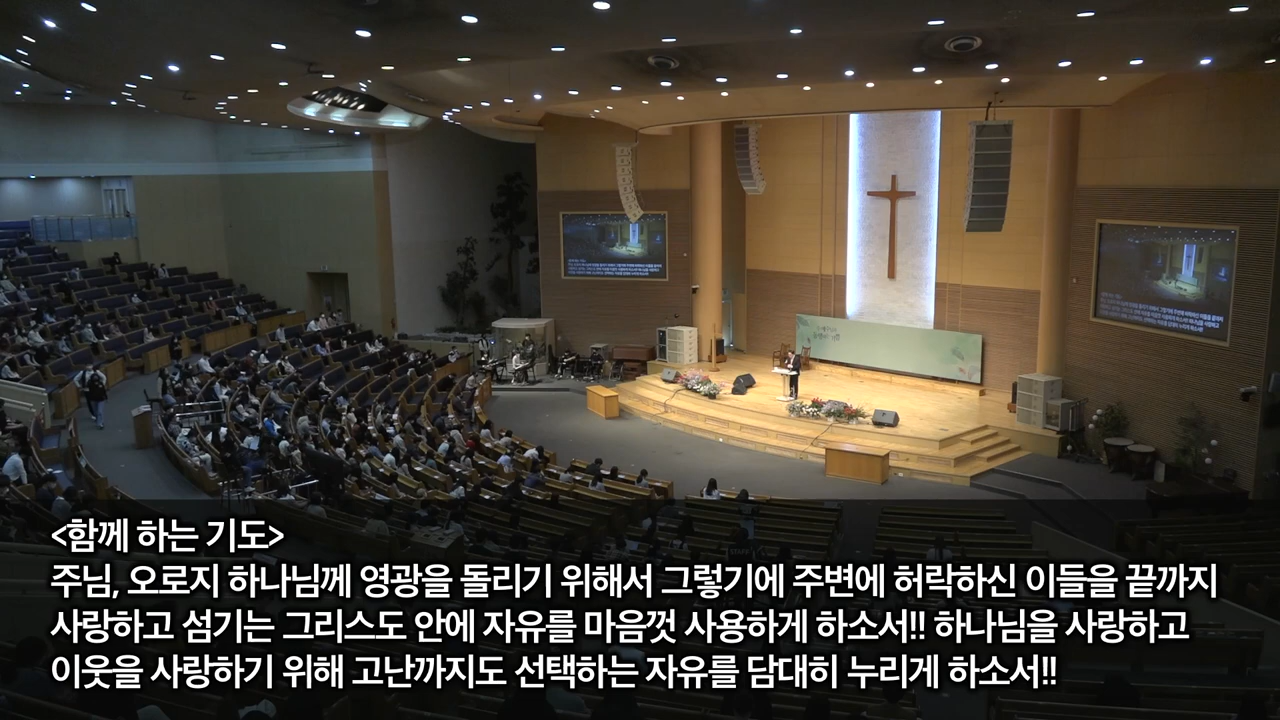 <함께 하는 기도>
주님, 오로지 하나님께 영광을 돌리기 위해서 그렇기에 주변에 허락하신 이들을 끝까지
사랑하고 섬기는 그리스도 안에 자유를 마음껏 사용하게 하소서!! 하나님을 사랑하고
이웃을 사랑하기 위해 고난까지도 선택하는 자유를 담대히 누리게 하소서!!